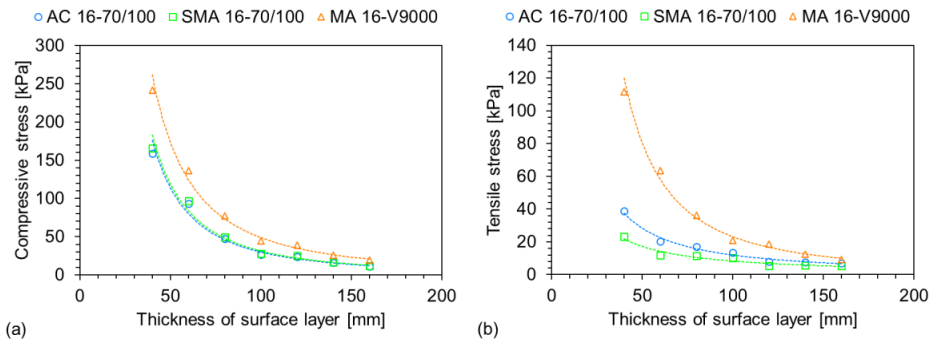 AC 16-70/100 SMA 16-70/100 MA 16-V9000
Compressive stress [kPa]
300
250
200
150
100
50
0
0 50 100 150 200
Thickness of surface layer [mm]
(a)
AC 16-70/100 SMA 16-70/100 MA 16-V9000
Tensile stress [kPa]
140
120
100
80
60
40
20
0
0 50 100 150 200
Thickness of surface layer [mm]
(b)